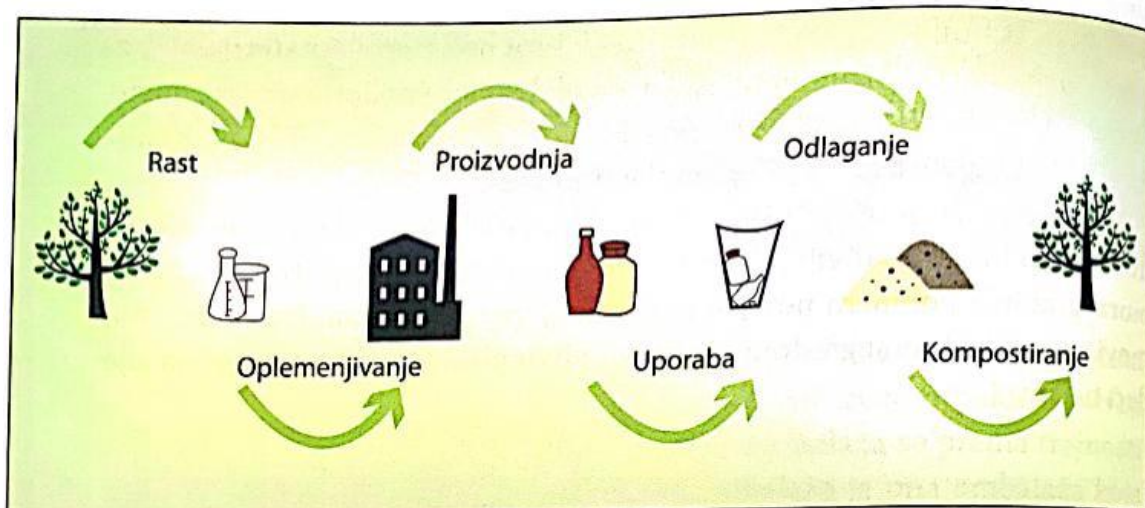 Rast
Proizvodnja
Odlaganje
Oplemenjivanje
Uporaba
Kompostiranje